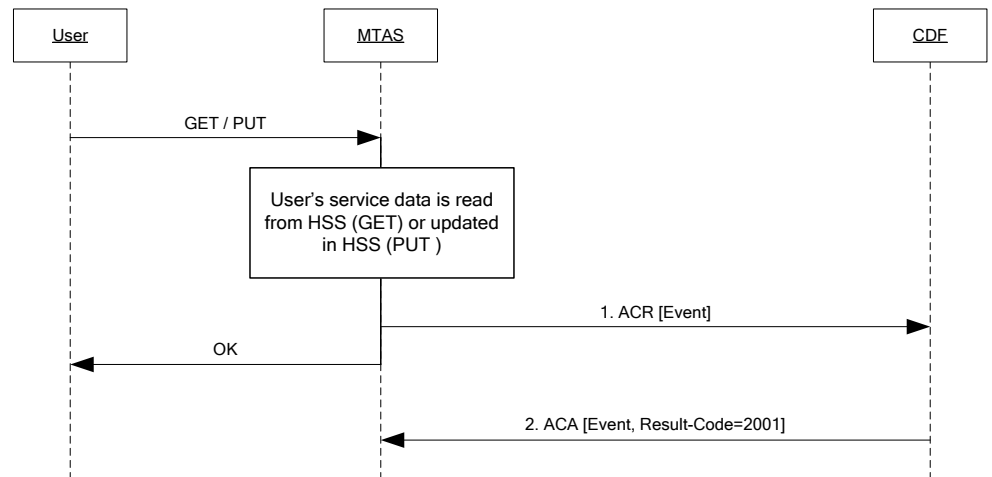 User
MTAS
CDF
GET / PUT
User's service data is read
from HSS (GET) or updated
in HSS (PUT )
1. ACR [Event]
OK
2. ACA [Event, Result-Code=2001]